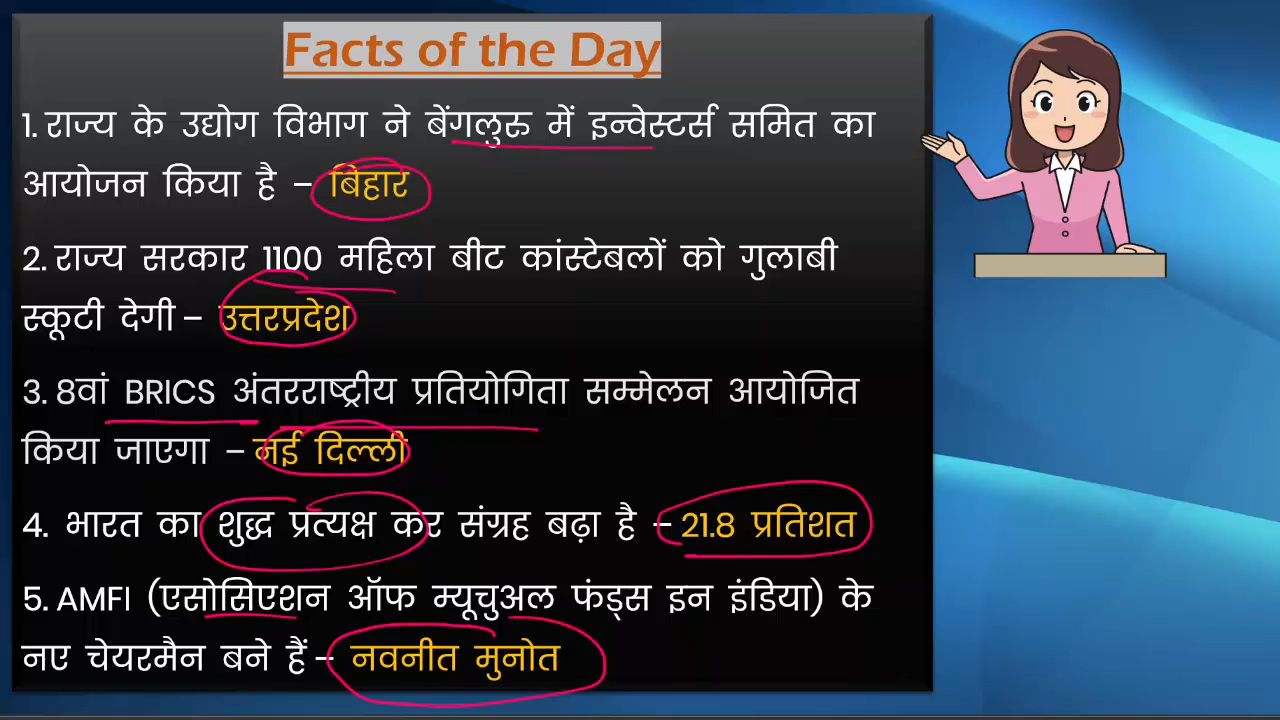 Facts of the Day
1. राज्य के उद्योग विभाग ने बेंगलुरु में इन्वेस्टर्स समित का
आयोजन किया है – बिहार
2. राज्य सरकार 1100 महिला बीट कांस्टेबलों को गुलाबी
स्कूटी देगी – उत्तरप्रदेश
3. 8वां BRICS अंतरराष्ट्रीय प्रतियोगिता सम्मेलन आयोजित
किया जाएगा – नई दिल्ली
4. भारत का शुद्ध प्रत्यक्ष कर संग्रह बढ़ा है – 21.8 प्रतिशत
5. AMFI (एसोसिएशन ऑफ म्यूचुअल फंड्स इन इंडिया) के
नए चेयरमैन बने हैं – नवनीत मुनोत